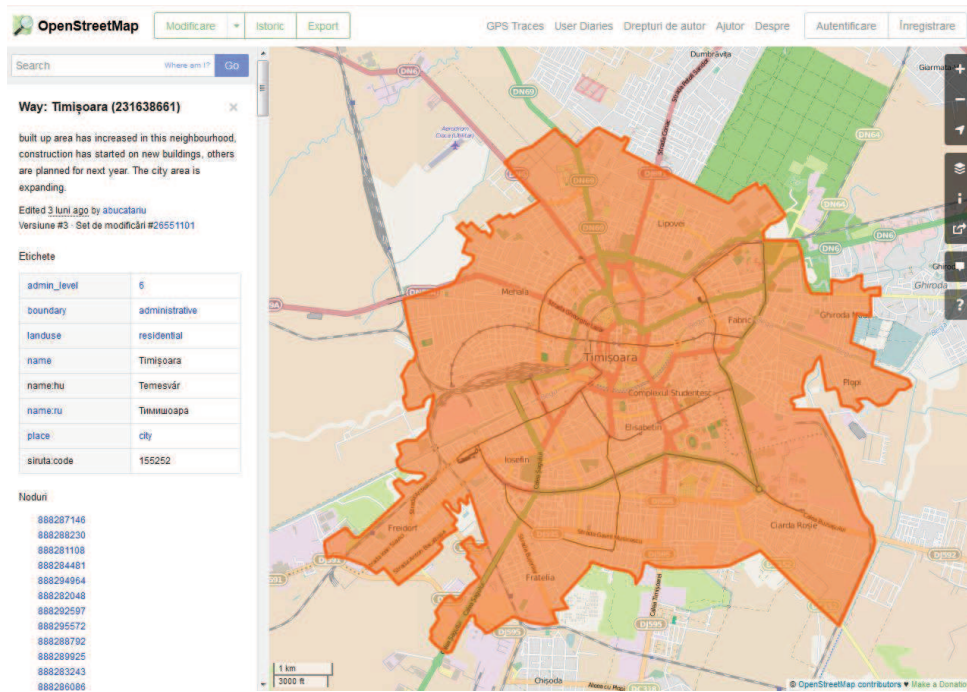 OpenStreetMap
Modificare
Istoric
Export
GPS Traces
User Diaries
Drepturi de autor
Ajutor
Despre
Autentificare
Înregistrare
Search
Where am I?
Go
Way: Timișoara (231638661)
built up area has increased in this neighbourhood,
construction has started on new buildings, others
are planned for next year. The city area is
expanding.
Edited 3 luni ago by abucatariu
Versiune #3 · Set de modificări #26551101
Etichete
admin_level 6
boundary administrative
landuse residential
name Timișoara
name:hu Temesvár
name:ru Тимишоара
place city
siruta:code 155252
Noduri
888287146
888288230
888281108
888284481
888294954
888282048
888292597
888295572
888288792
888289925
888283243
888286086
Dumbrăvița
Giarmata
DN6
DN69
DN64
DN6
Lipovei
Mehala
Fabric
Ghiroda
Timișoara
Plopi
Complexul Studențesc
Elisabetin
Iosefin
Ciarda Roșie
Freidorf
Fratelia
Calea Șagului
DJ592
DJ595
DJ595
Chișoda
1 km
3000 ft
© OpenStreetMap contributors ♥ Make a Donatio